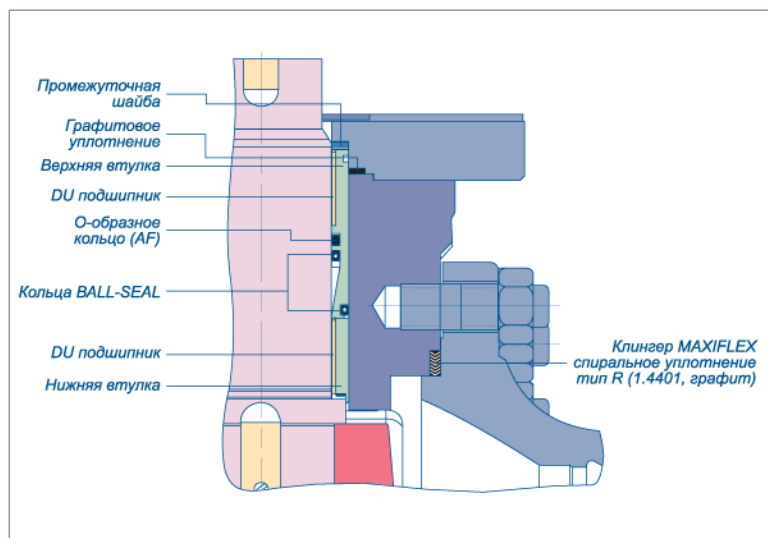 Промежуточная
шайба
Графитовое
уплотнение
Верхняя втулка
DU подшипник
О-образное
кольцо (AF)
Кольца BALL-SEAL
DU подшипник
Нижняя втулка
Клингер MAXIFLEX
спиральное уплотнение
тип R (1.4401, графит)